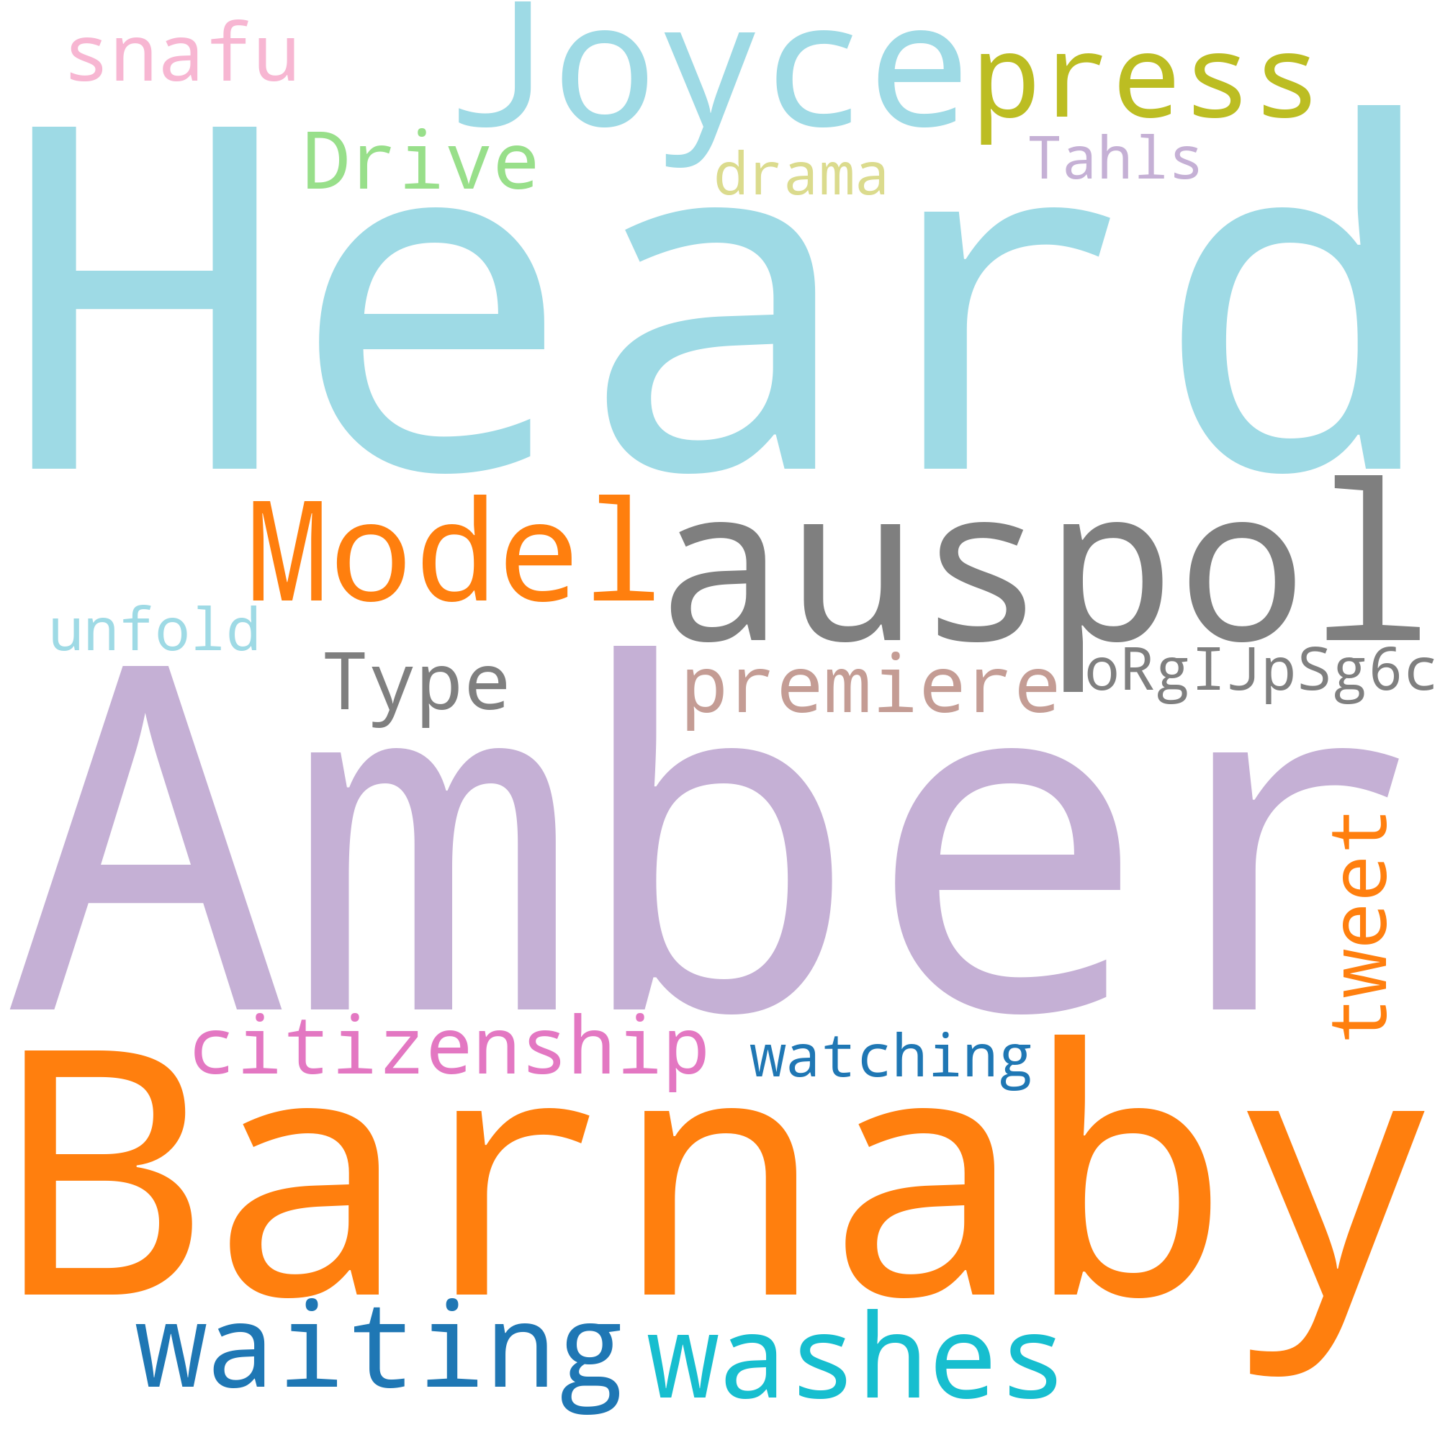 snafu
Joyce
press
Drive
drama
Tahls
Heard
Model
auspol
unfold
Type
premiere
oRgIJpSg6c
Amber
tweet
citizenship
watching
Barnaby
waiting
washes